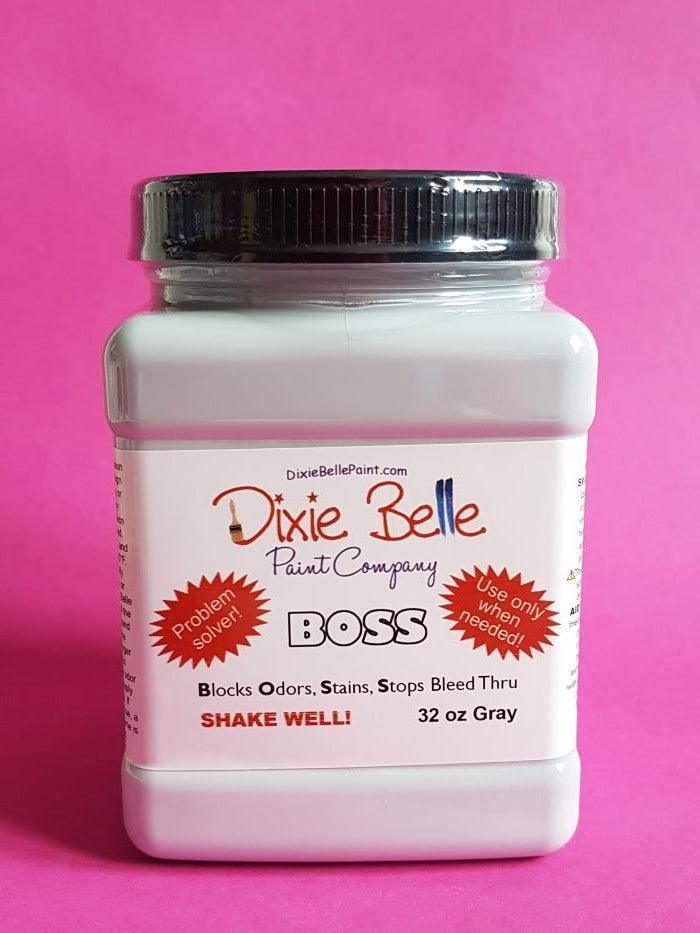 DixieBellePaint.com
Dixie Belle
Paint Company
Problem
solver!
Use only
when
needed!
BOSS
Blocks Odors, Stains, Stops Bleed Thru
SHAKE WELL!
32 oz Gray